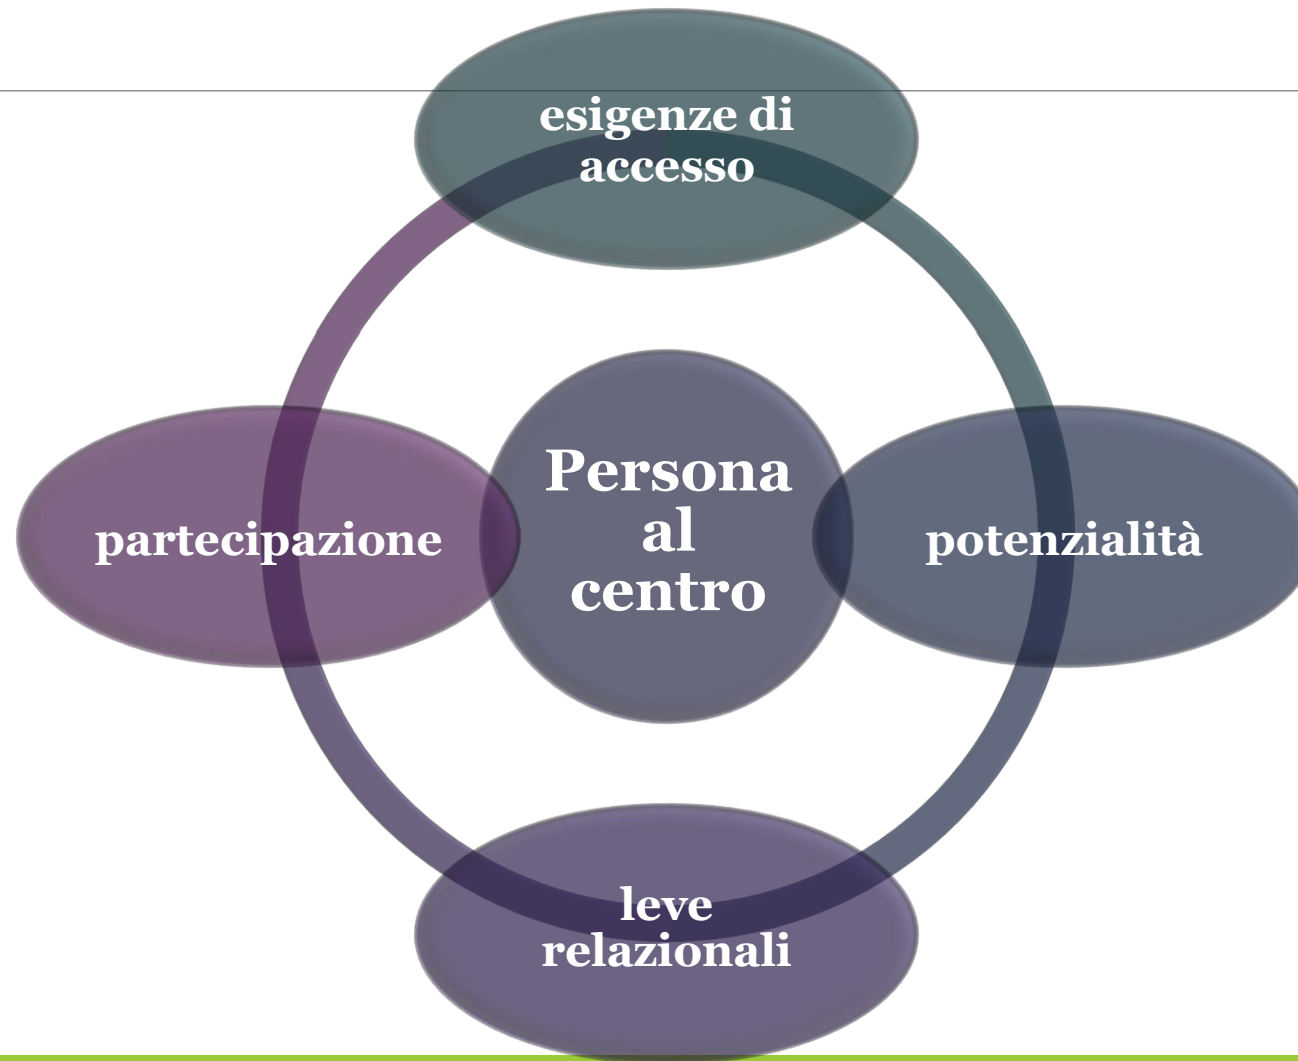 esigenze di
accesso
Persona
al
centro
partecipazione
potenzialità
leve
relazionali